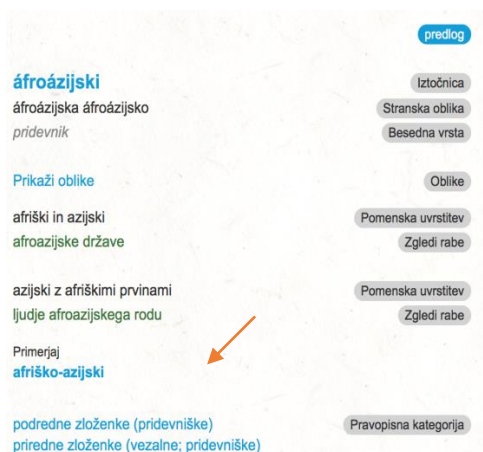 predlog
áfroázijski Iztočnica
áfroázijska áfroázijsko Stranska oblika
pridevnik Besedna vrsta
Prikaži oblike Oblike
afriški in azijski Pomenska uvrstitev
afroazijske države Zgledi rabe
azijski z afriškimi prvinami Pomenska uvrstitev
ljudje afroazijskega rodu Zgledi rabe
Primerjaj
afriško-azijski
podredne zloženke (pridevniške) Pravopisna kategorija
priredne zloženke (vezalne; pridevniške)